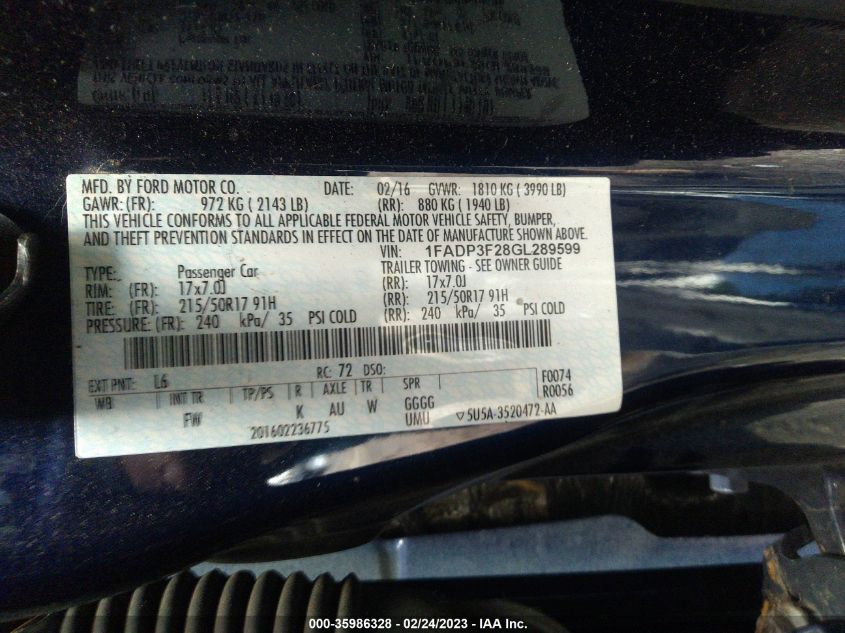 MFD. BY FORD MOTOR CO. DATE: 02/16 GVWR: 1810 KG ( 3990 LB)
GAWR: (FR): 972 KG ( 2143 LB) (RR): 880 KG ( 1940 LB)
THIS VEHICLE CONFORMS TO ALL APPLICABLE FEDERAL MOTOR VEHICLE SAFETY, BUMPER,
AND THEFT PREVENTION STANDARDS IN EFFECT ON THE DATE OF MANUFACTURE SHOWN ABOVE.
VIN: 1FADP3F28GL289599
TYPE: Passenger Car TRAILER TOWING - SEE OWNER GUIDE
RIM: (FR): 17x7.0J (RR): 17x7.0J
TIRE: (FR): 215/50R17 91H (RR): 215/50R17 91H
PRESSURE: (FR): 240 kPa/ 35 PSI COLD (RR): 240 kPa/ 35 PSI COLD
RC: 72 DSO:
EXT PNT: L6 F0074
WB INT TR TP/PS R AXLE TR SPR R0056
FW K AU W GGGG
UMU ▽5U5A-3520472-AA
201602236775
000-35986328 - 02/24/2023 - IAA Inc.